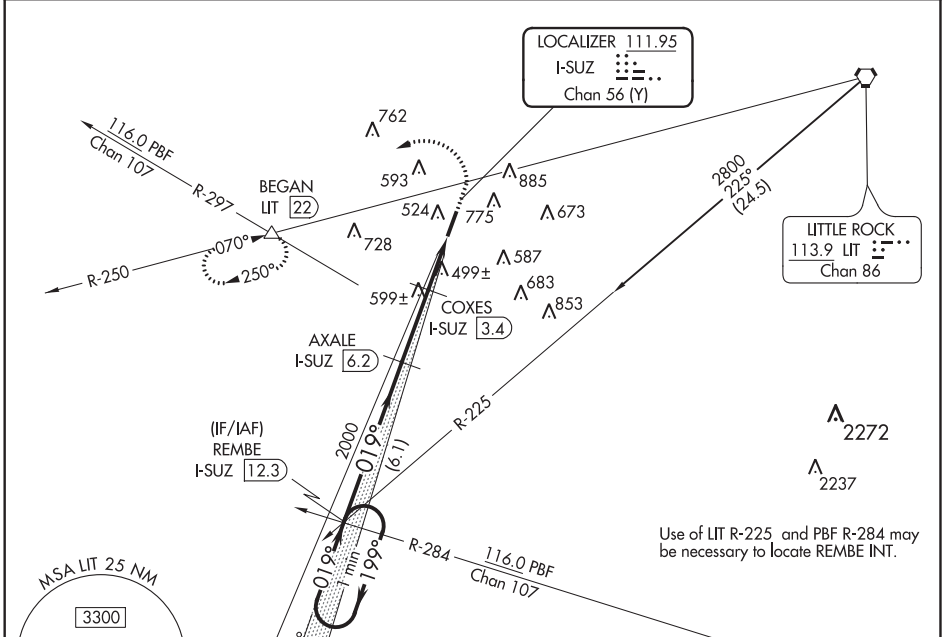 LOCALIZER 111.95
I-SUZ
Chan 56 (Y)
762
116.0 PBF
Chan 107
R-297
593
885
2800
225°
(24.5)
BEGAN
LIT 22
524
775
673
728
070°
250°
R-250
LITTLE ROCK
113.9 LIT
Chan 86
499±
587
599±
683
COXES
I-SUZ 3.4
853
AXALE
I-SUZ 6.2
R-225
2272
(IF/IAF)
REMBE
I-SUZ 12.3
2000
019°
(6.1)
2237
Use of LIT R-225 and PBF R-284 may
be necessary to locate REMBE INT.
R-284
116.0 PBF
Chan 107
019°
1 min
199°
MSA LIT 25 NM
3300